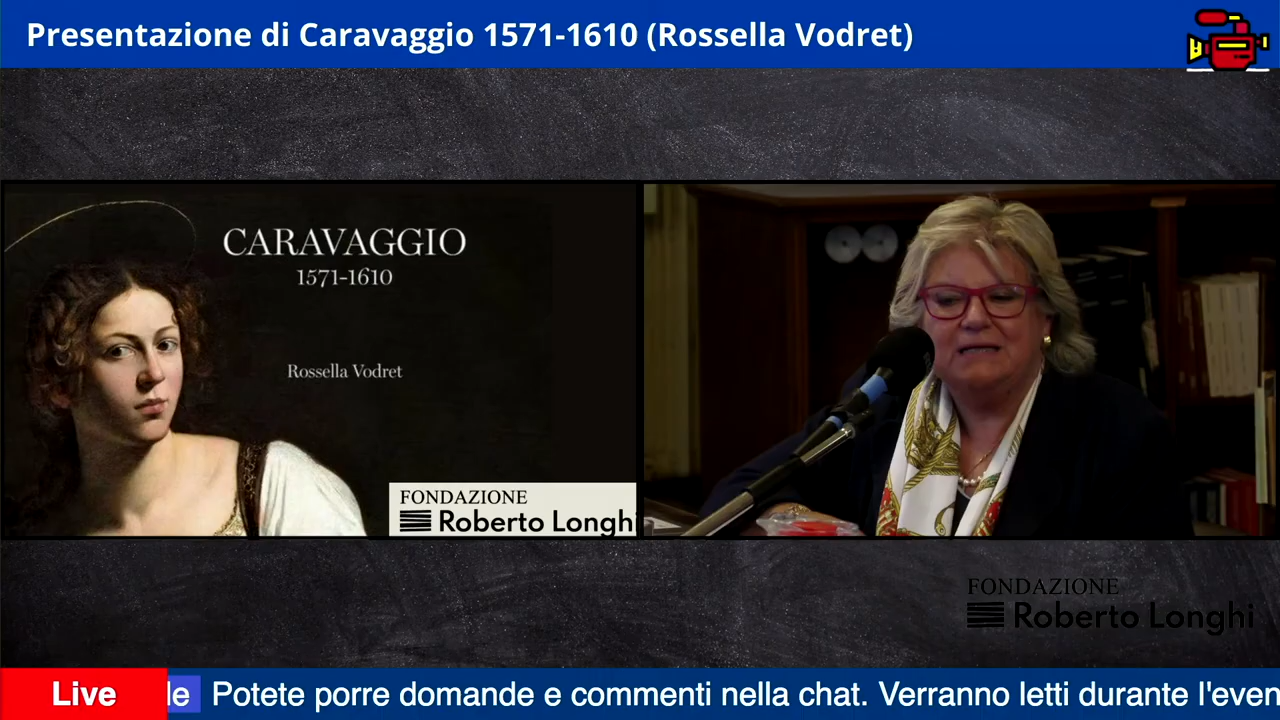 Presentazione di Caravaggio 1571-1610 (Rossella Vodret)
CARAVAGGIO
1571-1610
Rossella Vodret
FONDAZIONE
Roberto Longhi
FONDAZIONE
Roberto Longhi
Live
le Potete porre domande e commenti nella chat. Verranno letti durante l'even